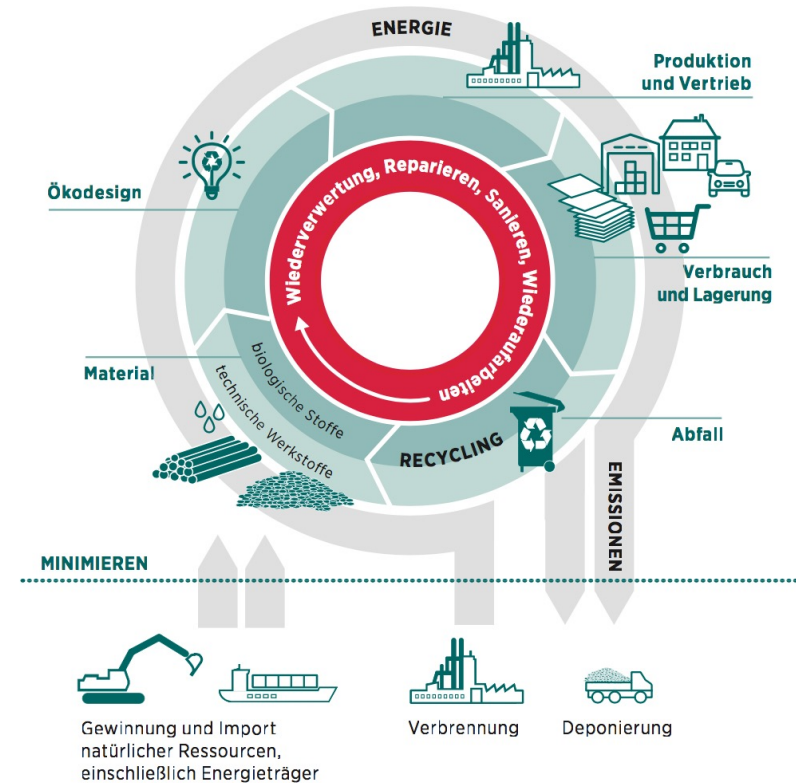 ENERGIE
Produktion
und Vertrieb
Ökodesign
Wiederverwertung, Reparieren, Sanieren, Wiederaufarbeiten
Verbrauch
und Lagerung
Material
biologische Stoffe
technische Werkstoffe
RECYCLING
Abfall
EMISSIONEN
MINIMIEREN
Gewinnung und Import
natürlicher Ressourcen,
einschließlich Energieträger
Verbrennung
Deponierung